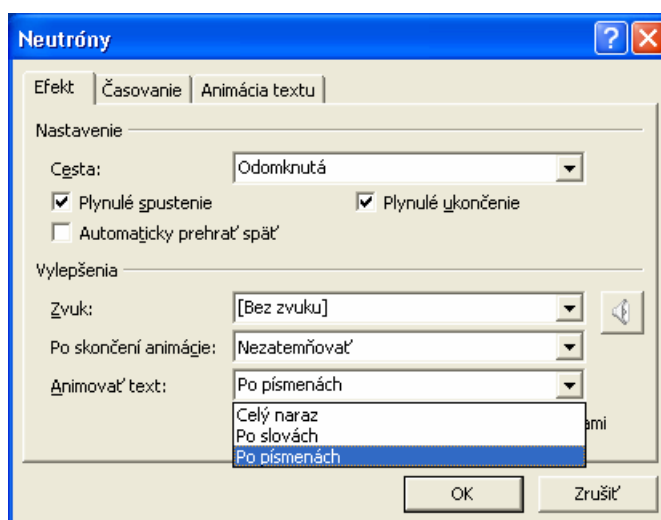 Neutróny
Efekt Časovanie Animácia textu
Nastavenie
Cesta: Odomknutá
Plynulé spustenie Plynulé ukončenie
Automaticky prehrať späť
Vylepšenia
Zvuk: [Bez zvuku]
Po skončení animácie: Nezatemňovať
Animovať text: Po písmenách
Celý naraz
ami
Po slovách
Po písmenách
OK Zrušiť